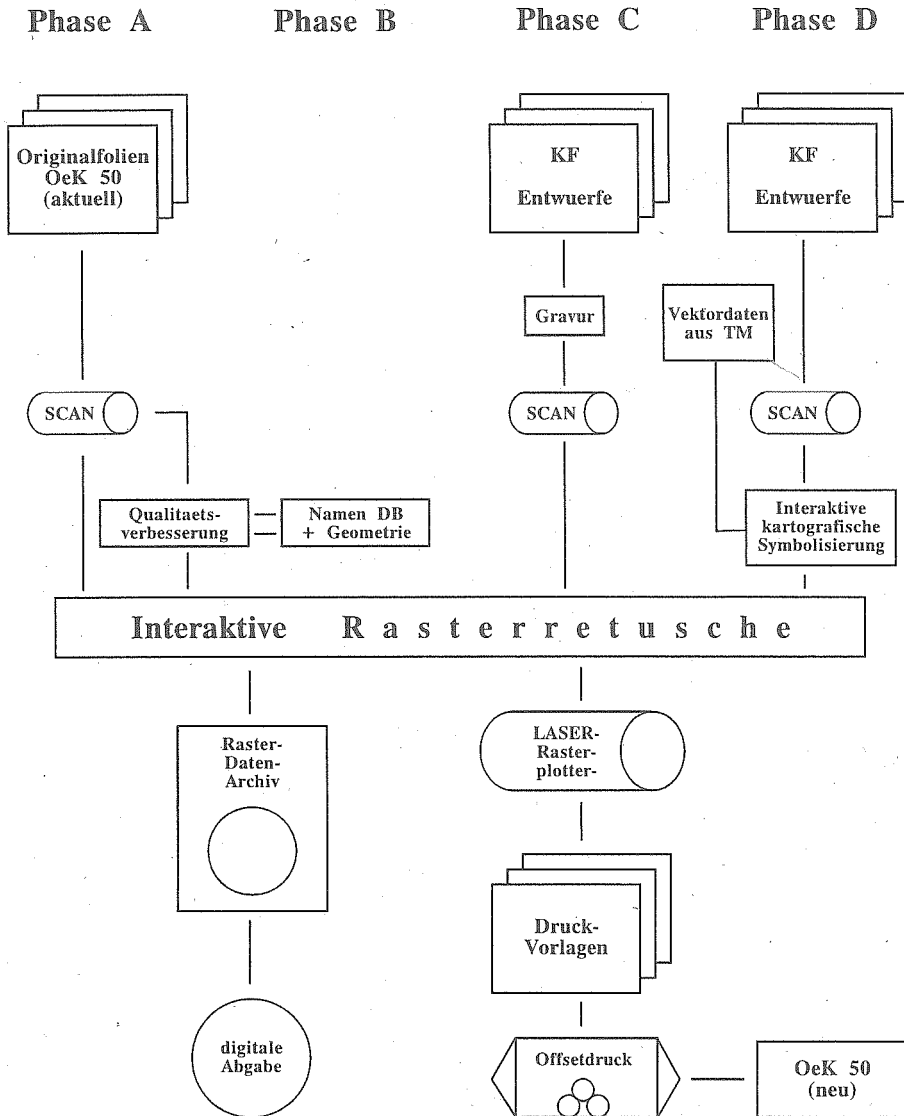 Phase A
Phase B
Phase C
Phase D
Originalfolien
OeK 50
(aktuell)
KF
Entwuerfe
KF
Entwuerfe
Gravur
Vektordaten
aus TM
SCAN
SCAN
SCAN
Qualitaets-
verbesserung
Namen DB
+ Geometrie
Interaktive
kartografische
Symbolisierung
Interaktive Rasterretusche
Raster-
Daten-
Archiv
LASER-
Raster-
plotter-
Druck-
Vorlagen
digitale
Abgabe
Offsetdruck
OeK 50
(neu)